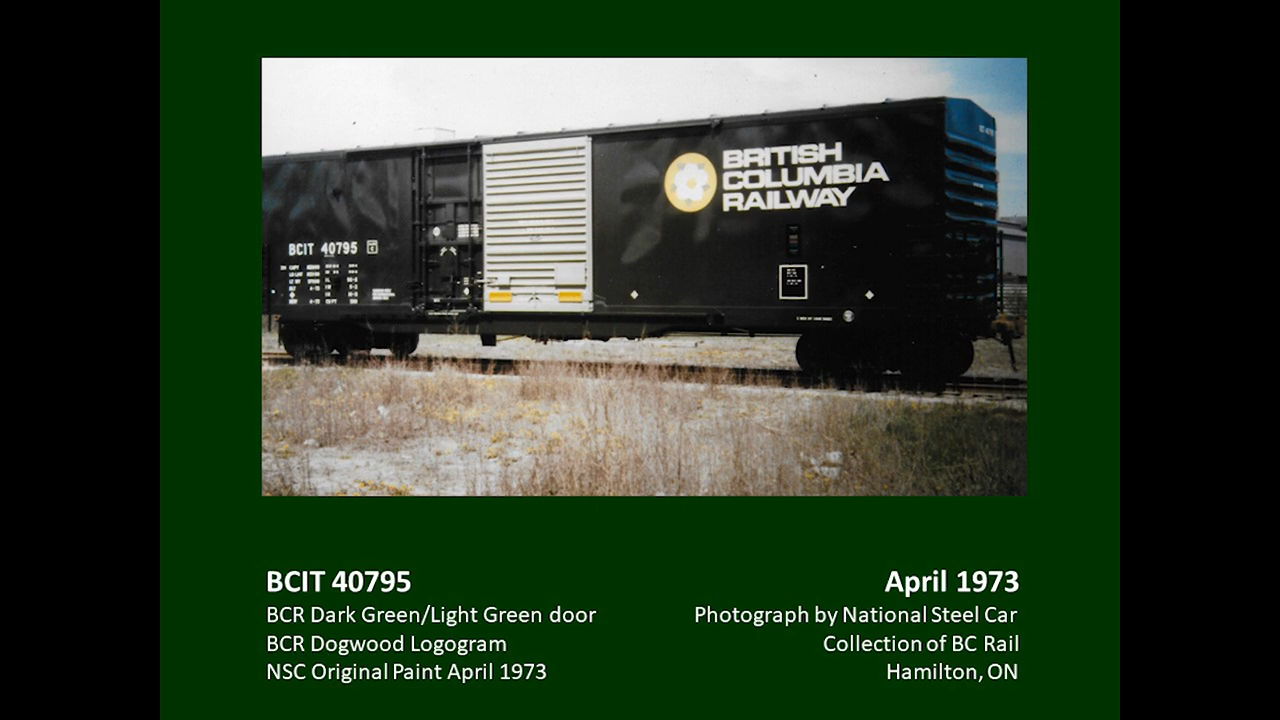 BRITISH
COLUMBIA
RAILWAY
BCIT 40795
BCIT 40795
BCR Dark Green/Light Green door
BCR Dogwood Logogram
NSC Original Paint April 1973
April 1973
Photograph by National Steel Car
Collection of BC Rail
Hamilton, ON